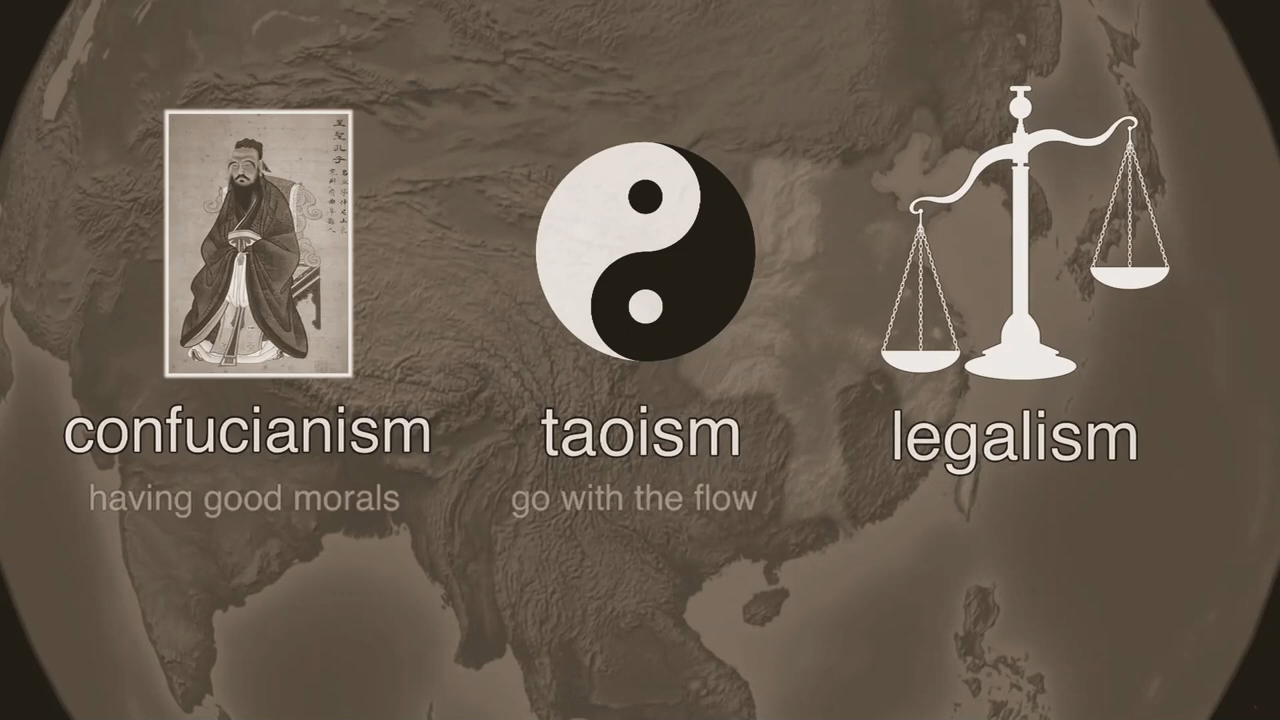 confucianism
having good morals
taoism
go with the flow
legalism